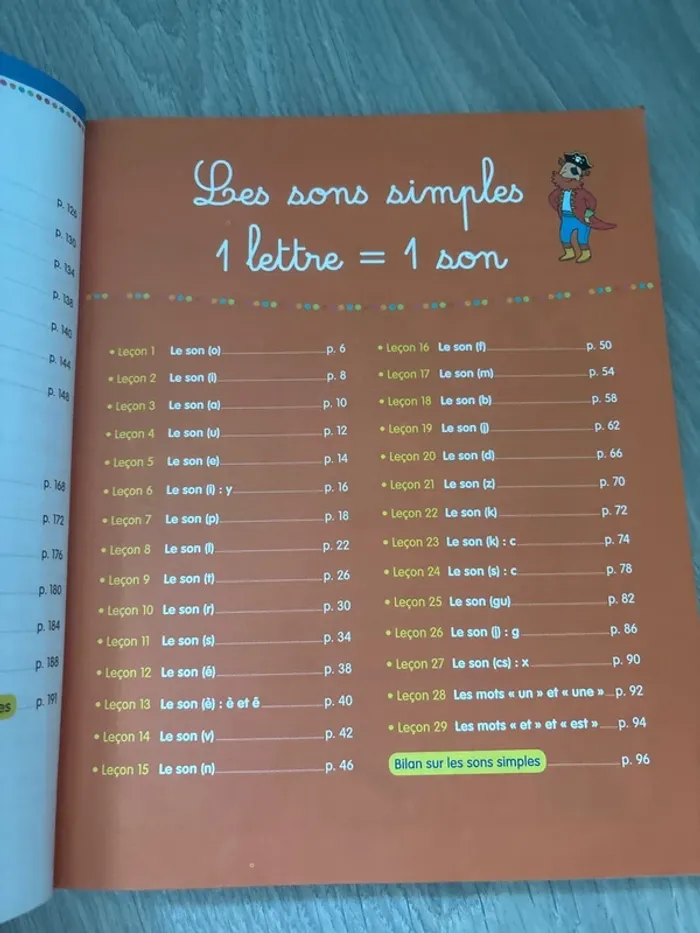 p. 126
p. 130
p. 134
p. 138
p. 140
p. 144
p. 148
p. 168
p. 172
p. 176
p. 180
p. 184
p. 188
es p. 191
Les sons simples
1 lettre = 1 son
• Leçon 1 Le son (o) p. 6
• Leçon 2 Le son (i) p. 8
• Leçon 3 Le son (a) p. 10
• Leçon 4 Le son (u) p. 12
• Leçon 5 Le son (e) p. 14
• Leçon 6 Le son (i) : y p. 16
• Leçon 7 Le son (p) p. 18
• Leçon 8 Le son (l) p. 22
• Leçon 9 Le son (t) p. 26
• Leçon 10 Le son (r) p. 30
• Leçon 11 Le son (s) p. 34
• Leçon 12 Le son (é) p. 38
• Leçon 13 Le son (è) : è et ê p. 40
• Leçon 14 Le son (v) p. 42
• Leçon 15 Le son (n) p. 46
• Leçon 16 Le son (f) p. 50
• Leçon 17 Le son (m) p. 54
• Leçon 18 Le son (b) p. 58
• Leçon 19 Le son (j) p. 62
• Leçon 20 Le son (d) p. 66
• Leçon 21 Le son (z) p. 70
• Leçon 22 Le son (k) p. 72
• Leçon 23 Le son (k) : c p. 74
• Leçon 24 Le son (s) : c p. 78
• Leçon 25 Le son (gu) p. 82
• Leçon 26 Le son (j) : g p. 86
• Leçon 27 Le son (cs) : x p. 90
• Leçon 28 Les mots « un » et « une » p. 92
• Leçon 29 Les mots « et » et « est » p. 94
Bilan sur les sons simples p. 96